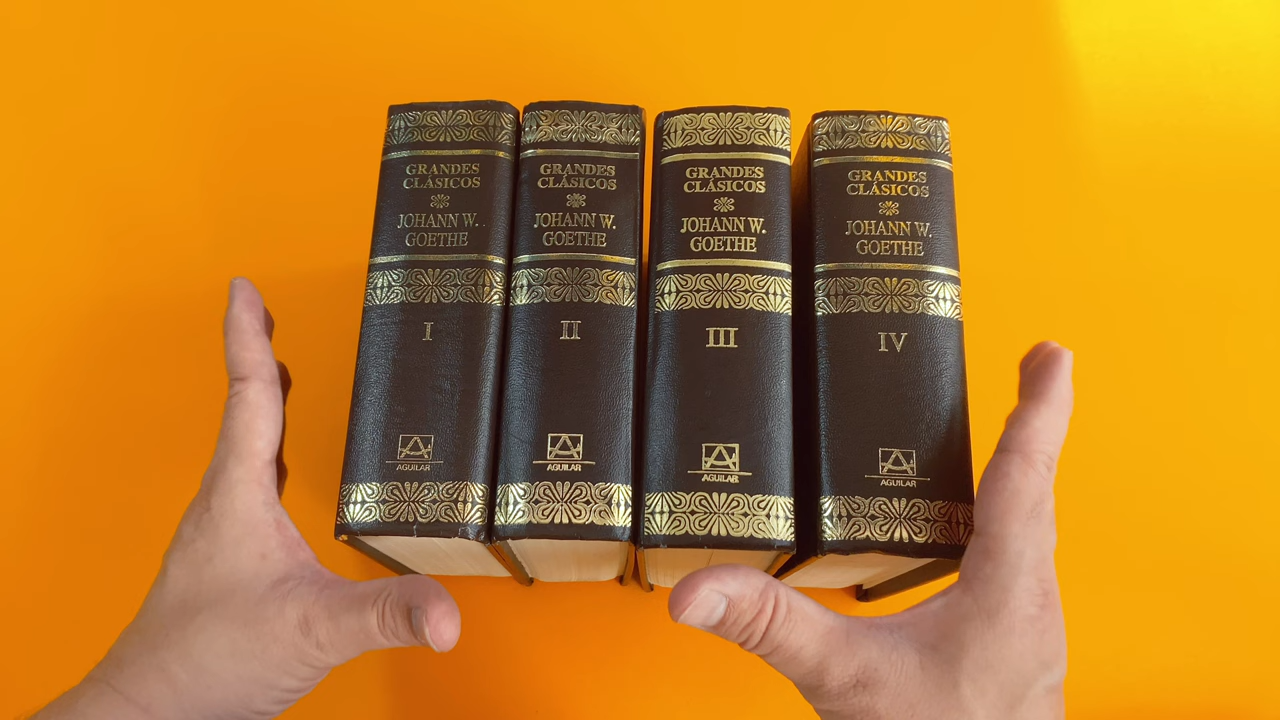 GRANDES
CLÁSICOS
JOHANN W.
GOETHE
I
AGUILAR
GRANDES
CLÁSICOS
JOHANN W.
GOETHE
II
AGUILAR
GRANDES
CLÁSICOS
JOHANN W.
GOETHE
III
AGUILAR
GRANDES
CLÁSICOS
JOHANN W.
GOETHE
IV
AGUILAR